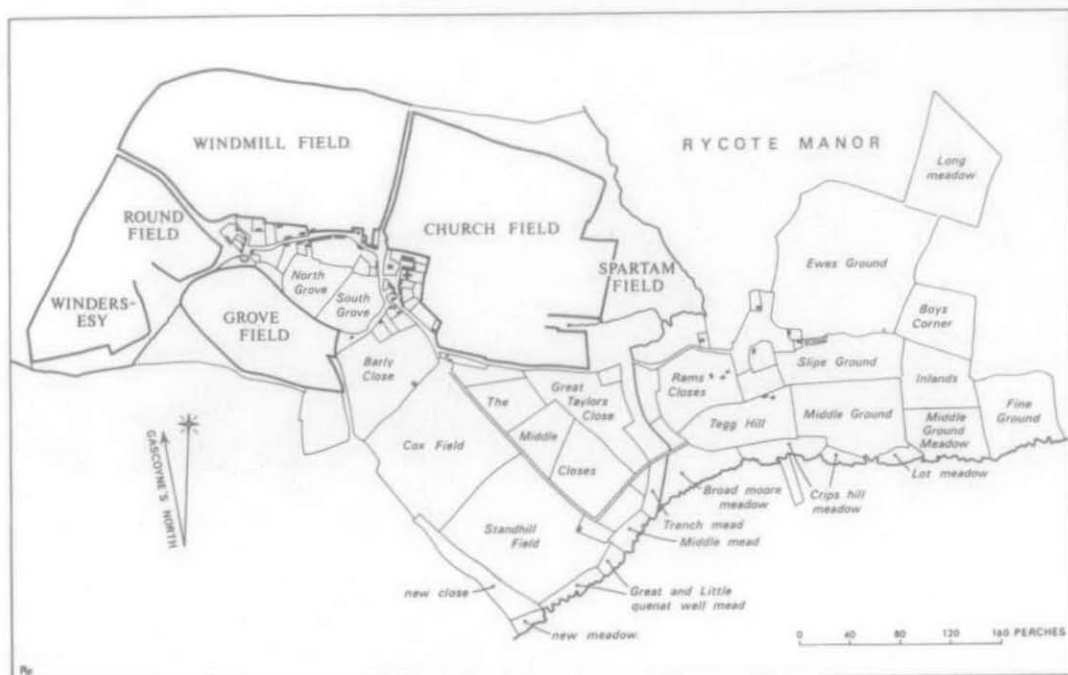 RYCOTE MANOR
Long
meadow
WINDMILL FIELD
ROUND
FIELD
CHURCH FIELD
Ewes Ground
SPARTAM
FIELD
North
Grove
South
Grove
WINDERS-
ESY
GROVE
FIELD
Boys
Corner
Barly
Close
Slipe Ground
Rams
Closes
Inlands
The
Great
Taylors
Close
Middle Ground
Fine
Ground
Tegg Hill
Middle
Ground
Meadow
Cox Field
Middle
Closes
Lot meadow
Crips hill
meadow
Broad moore
meadow
GASCOYNE'S NORTH
Trench mead
Middle mead
Standhill
Field
new close
Great and Little
quenat well mead
new meadow
0 40 80 120 160 PERCHES